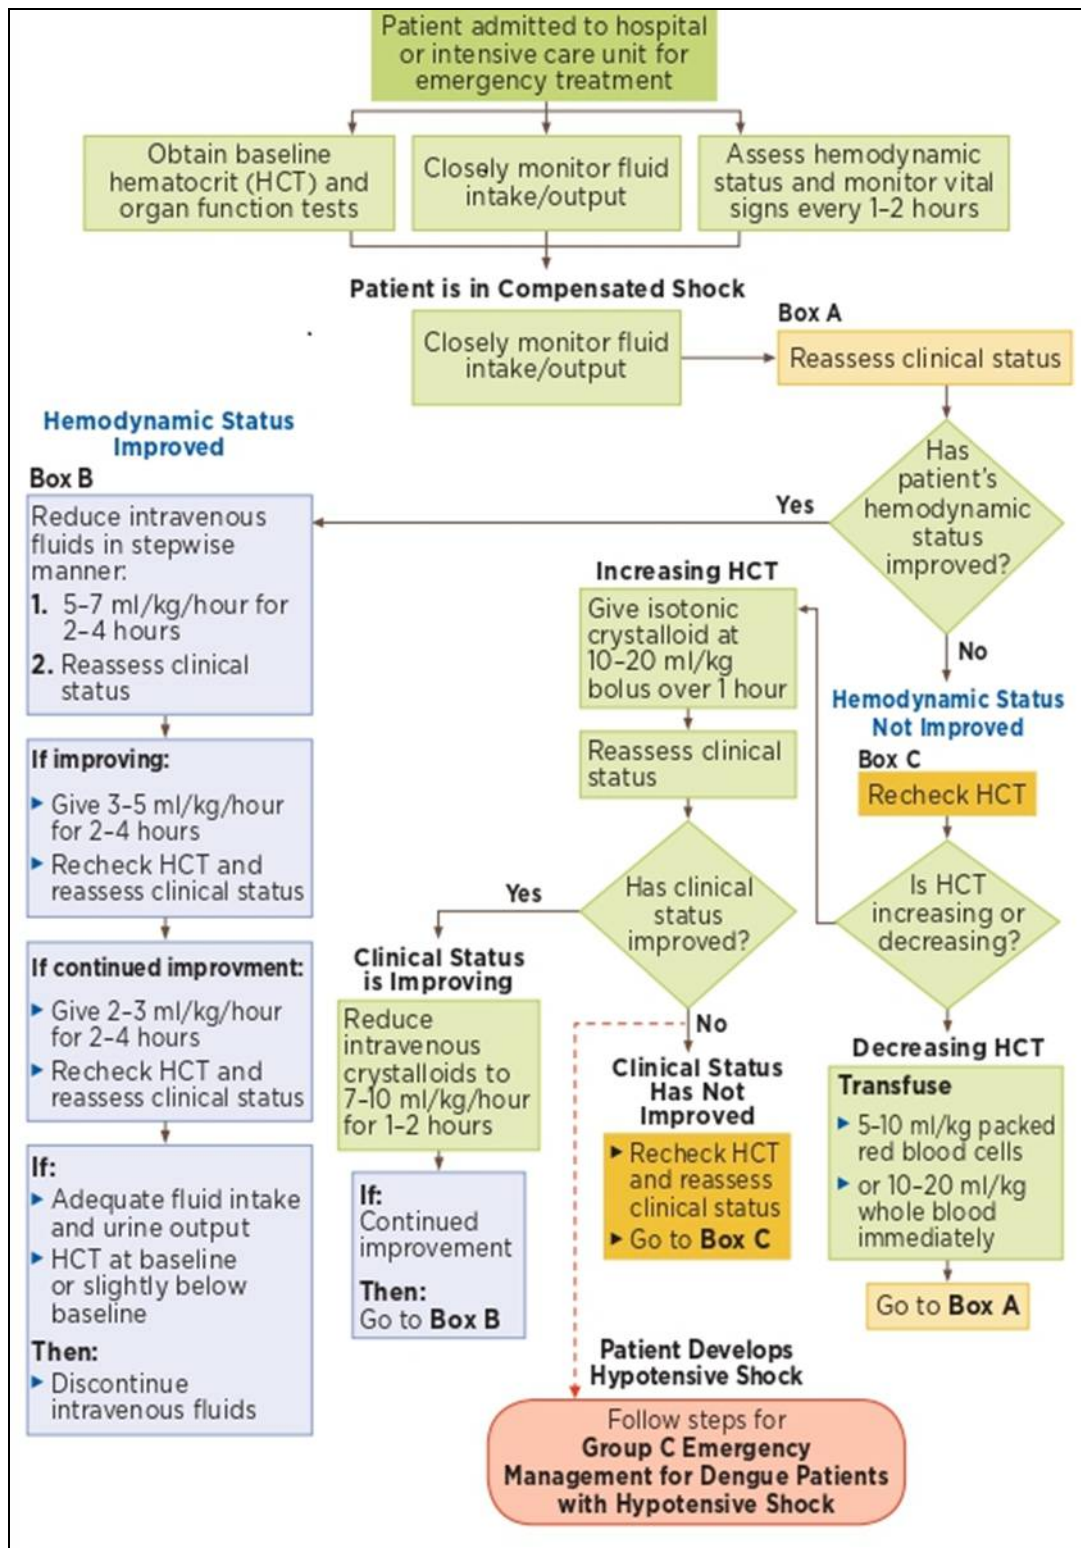 Patient admitted to hospital
or intensive care unit for
emergency treatment
Obtain baseline
hematocrit (HCT) and
organ function tests
Closely monitor fluid
intake/output
Assess hemodynamic
status and monitor vital
signs every 1–2 hours
Patient is in Compensated Shock
Closely monitor fluid
intake/output
Box A
Reassess clinical status
Has
patient's
hemodynamic
status
improved?
Yes
No
Hemodynamic Status
Improved
Box B
Reduce intravenous
fluids in stepwise
manner:
1. 5–7 ml/kg/hour for
2–4 hours
2. Reassess clinical
status
If improving:
Give 3–5 ml/kg/hour
for 2–4 hours
Recheck HCT and
reassess clinical status
If continued improvment:
Give 2–3 ml/kg/hour
for 2–4 hours
Recheck HCT and
reassess clinical status
If:
Adequate fluid intake
and urine output
HCT at baseline
or slightly below
baseline
Then:
Discontinue
intravenous fluids
Hemodynamic Status
Not Improved
Box C
Recheck HCT
Is HCT
increasing or
decreasing?
Increasing HCT
Give isotonic
crystalloid at
10–20 ml/kg
bolus over 1 hour
Reassess clinical
status
Has clinical
status
improved?
Yes
Clinical Status
is Improving
Reduce
intravenous
crystalloids to
7–10 ml/kg/hour
for 1–2 hours
If:
Continued
improvement
Then:
Go to Box B
No
Clinical Status
Has Not
Improved
Recheck HCT
and reassess
clinical status
Go to Box C
Decreasing HCT
Transfuse
5–10 ml/kg packed
red blood cells
or 10–20 ml/kg
whole blood
immediately
Go to Box A
Patient Develops
Hypotensive Shock
Follow steps for
Group C Emergency
Management for Dengue Patients
with Hypotensive Shock